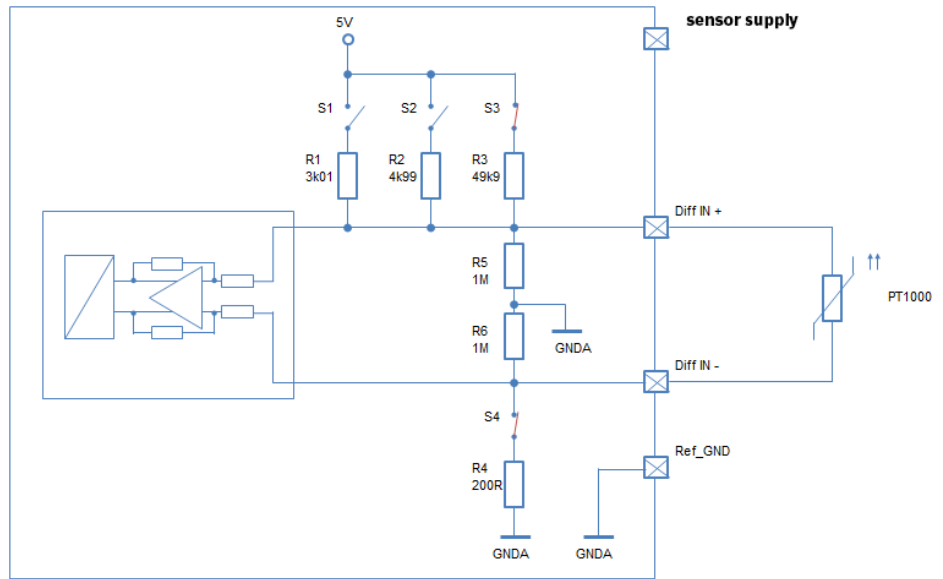 sensor supply
5V
S1
S2
S3
R1
3k01
R2
4k99
R3
49k9
Diff IN +
R5
1M
PT1000
R6
1M
GNDA
Diff IN -
S4
Ref_GND
R4
200R
GNDA
GNDA